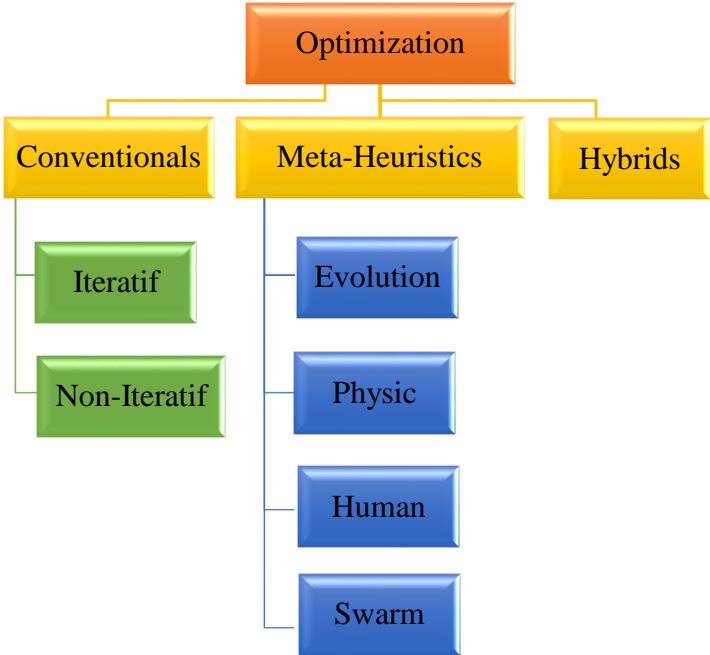 Optimization
Conventionals
Meta-Heuristics
Hybrids
Iteratif
Non-Iteratif
Evolution
Physic
Human
Swarm